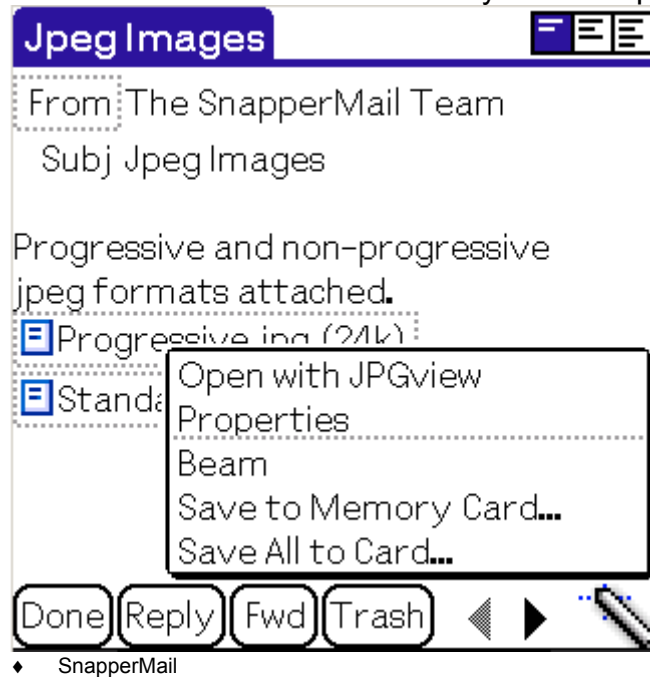 Jpeg Images
From The SnapperMail Team
Subj Jpeg Images
Progressive and non-progressive
jpeg formats attached.
Progressive.jpg (24k)
Open with JPGview
Properties
Beam
Save to Memory Card...
Save All to Card...
Done Reply Fwd Trash
♦ SnapperMail